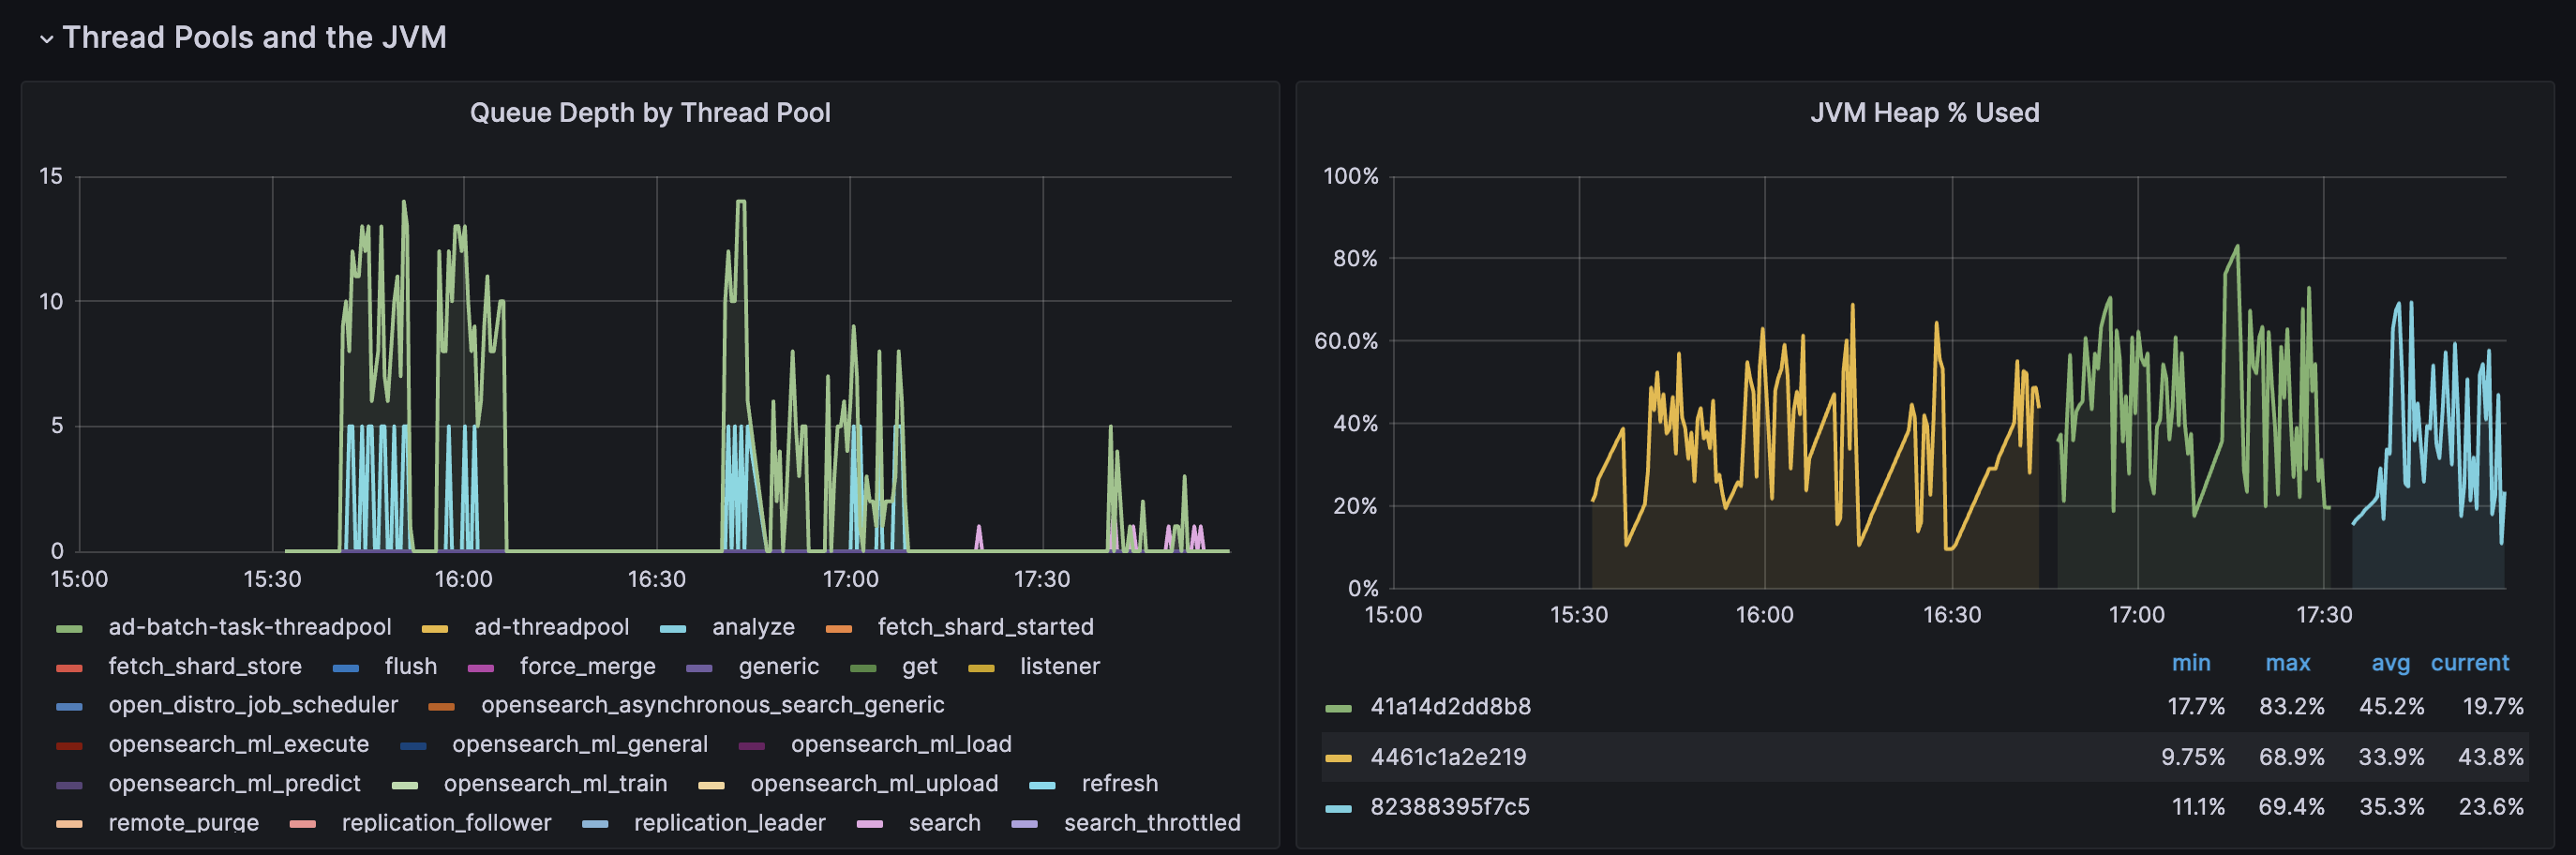 Thread Pools and the JVM
Queue Depth by Thread Pool
15
10
5
0
15:00 15:30 16:00 16:30 17:00 17:30
ad-batch-task-threadpool ad-threadpool analyze fetch_shard_started
fetch_shard_store flush force_merge generic get listener
open_distro_job_scheduler opensearch_asynchronous_search_generic
opensearch_ml_execute opensearch_ml_general opensearch_ml_load
opensearch_ml_predict opensearch_ml_train opensearch_ml_upload refresh
remote_purge replication_follower replication_leader search search_throttled
JVM Heap % Used
100%
80%
60.0%
40%
20%
0%
15:00 15:30 16:00 16:30 17:00 17:30
min max avg current
41a14d2dd8b8 17.7% 83.2% 45.2% 19.7%
4461c1a2e219 9.75% 68.9% 33.9% 43.8%
82388395f7c5 11.1% 69.4% 35.3% 23.6%